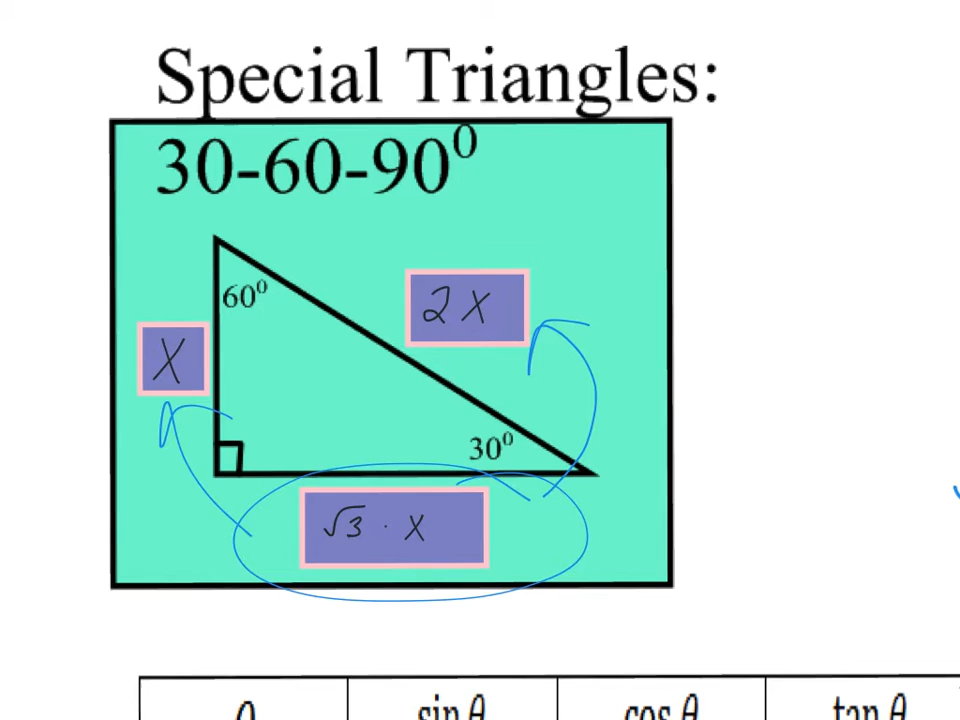 Special Triangles:
30-60-90⁰
60⁰
2x
x
30⁰
√3 · x
θ sin θ cos θ tan θ